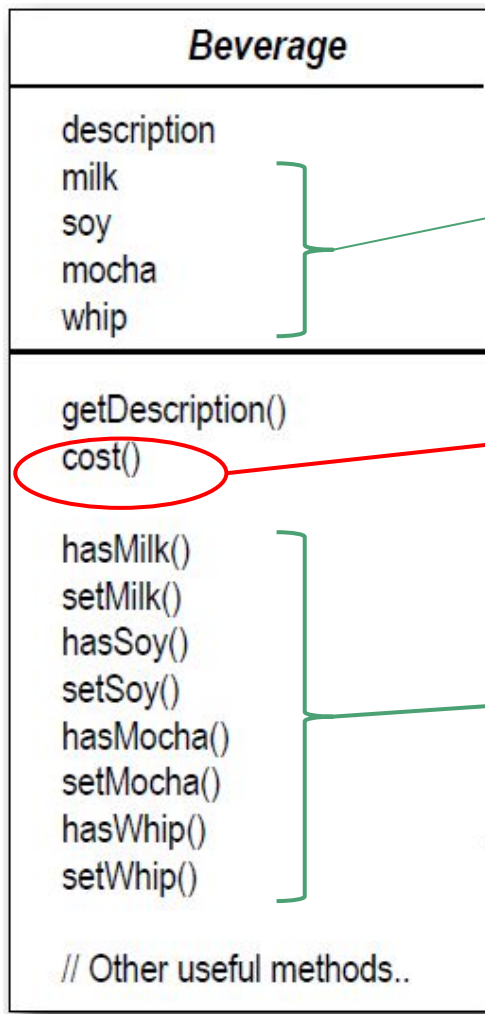 Beverage
description
milk
soy
mocha
whip
getDescription()
cost()
hasMilk()
setMilk()
hasSoy()
setSoy()
hasMocha()
setMocha()
hasWhip()
setWhip()
// Other useful methods..